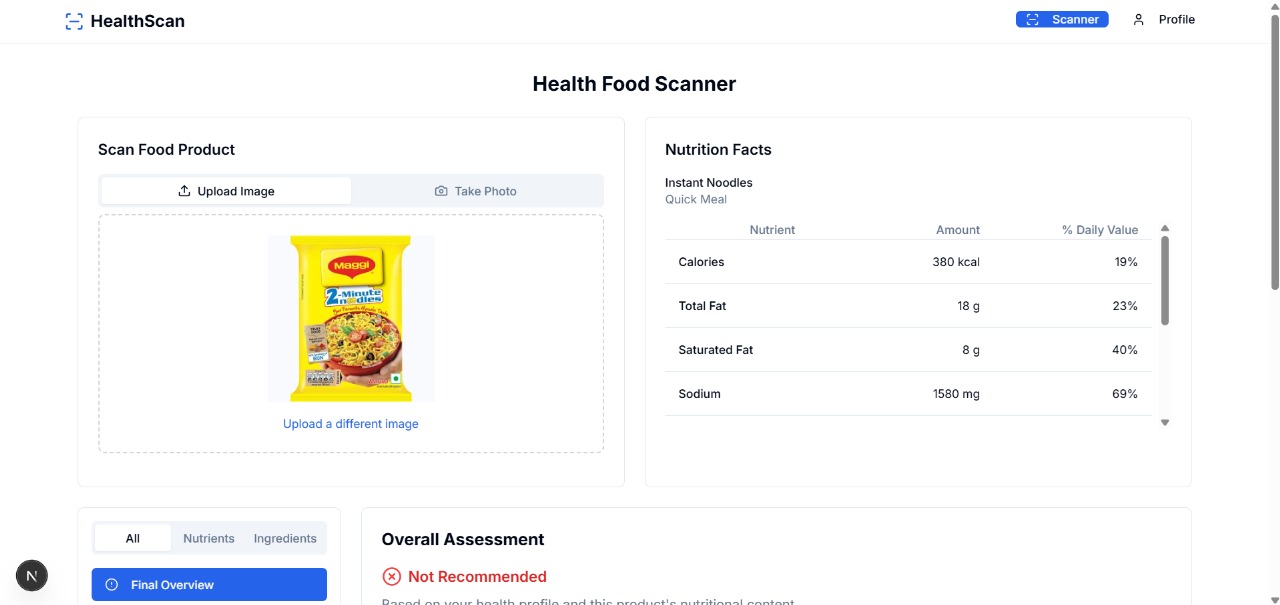 HealthScan
Scanner
Profile
Health Food Scanner
Scan Food Product
Upload Image
Take Photo
Maggi
2-Minute
noodles
Upload a different image
Nutrition Facts
Instant Noodles
Quick Meal
Nutrient Amount % Daily Value
Calories 380 kcal 19%
Total Fat 18 g 23%
Saturated Fat 8 g 40%
Sodium 1580 mg 69%
All Nutrients Ingredients
Final Overview
N
Overall Assessment
Not Recommended
Based on your health profile and this product's nutritional content